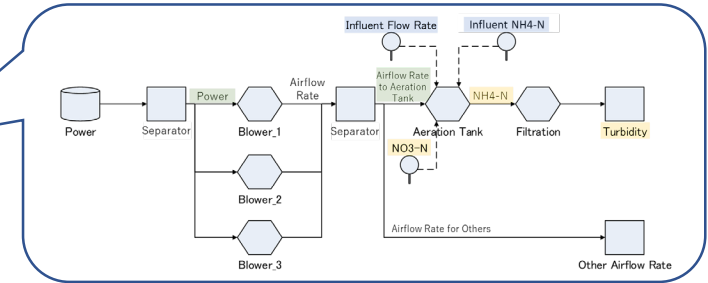 Influent Flow Rate
Influent NH4-N
Airflow Rate
to Aeration
Tank
Airflow
Rate
Power
NH4-N
Power
Separator
Blower_1
Separator
Aeration Tank
Filtration
Turbidity
NO3-N
Blower_2
Airflow Rate for Others
Blower_3
Other Airflow Rate